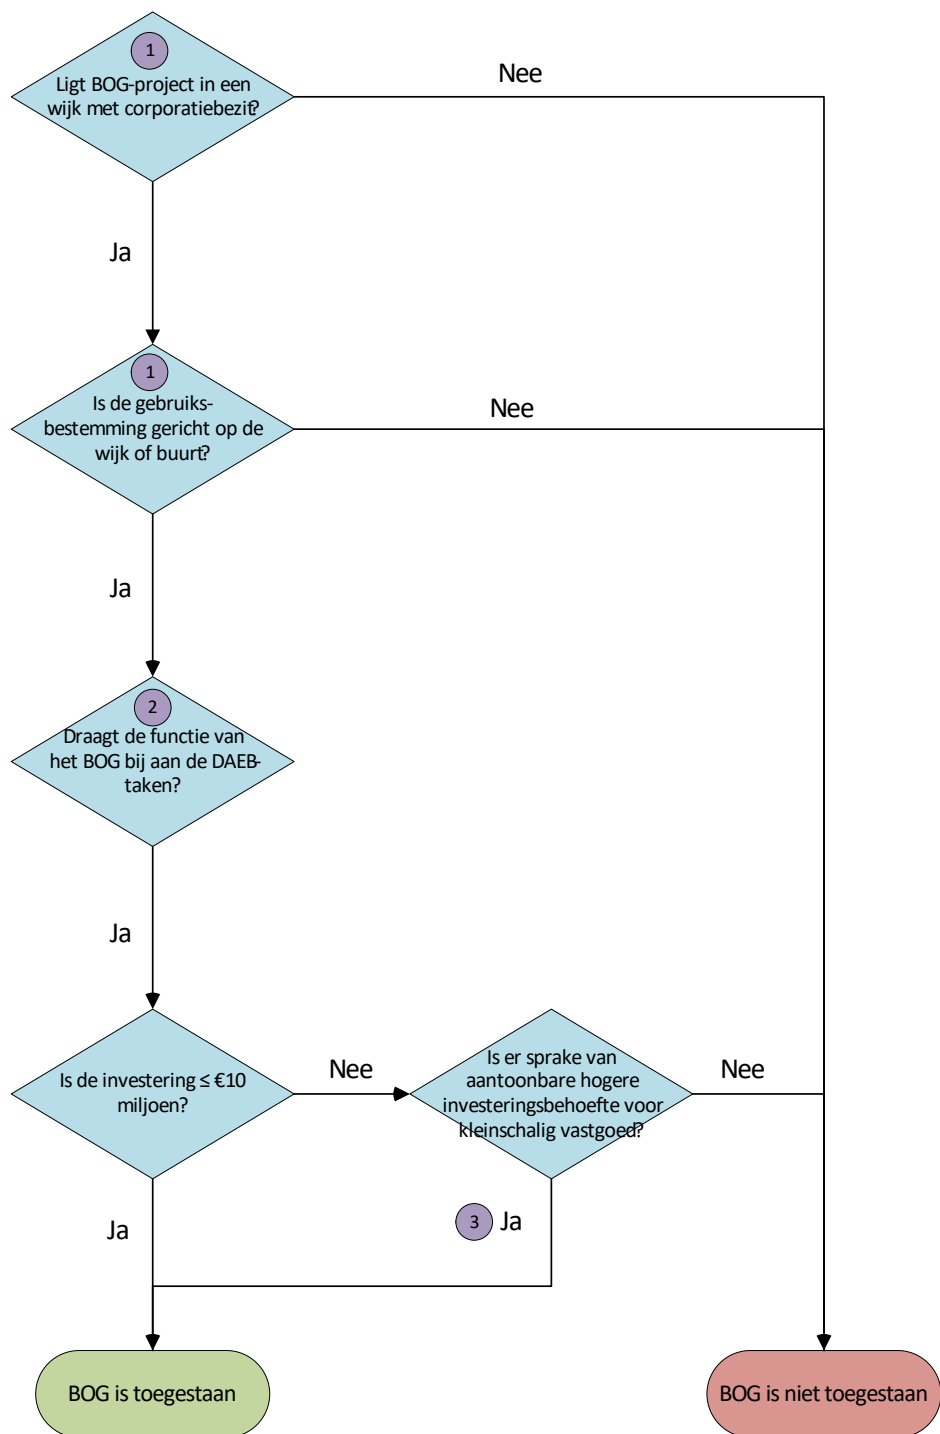 1
Ligt BOG-project in een
wijk met corporatiebezit?
Nee
Ja
1
Is de gebruiks-
bestemming gericht op de
wijk of buurt?
Nee
Ja
2
Draagt de functie van
het BOG bij aan de DAEB-
taken?
Ja
Is de investering ≤ €10
miljoen?
Nee
Is er sprake van
aantoonbare hogere
investeringsbehoefte voor
kleinschalig vastgoed?
Nee
Ja
3 Ja
BOG is toegestaan
BOG is niet toegestaan